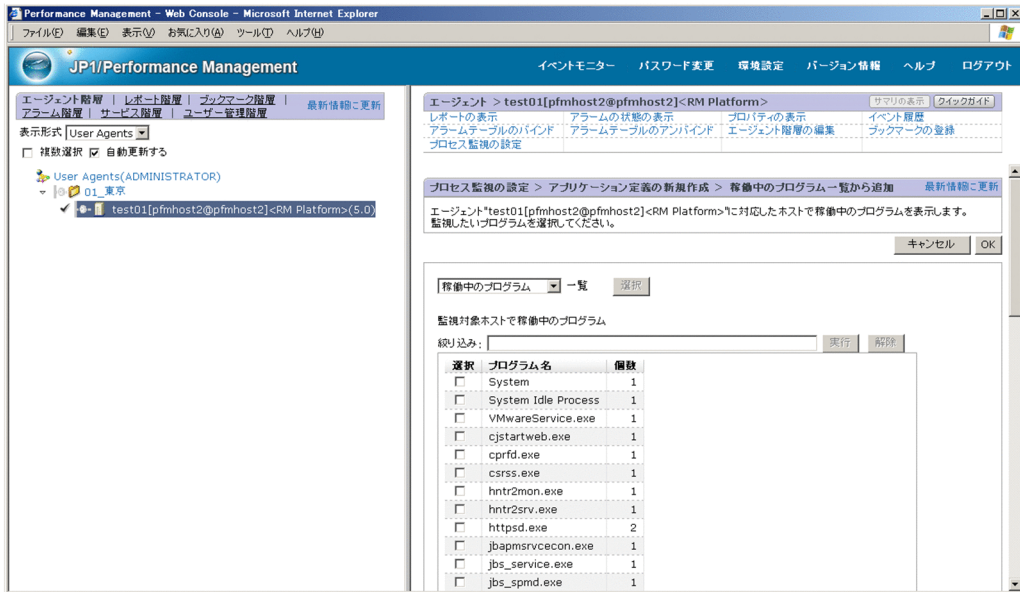 Performance Management - Web Console - Microsoft Internet Explorer
ファイル(F) 編集(E) 表示(V) お気に入り(A) ツール(T) ヘルプ(H)
JP1/Performance Management
イベントモニター パスワード変更 環境設定 バージョン情報 ヘルプ ログアウト
エージェント階層 | レポート階層 | ブックマーク階層 |
アラーム階層 | サービス階層 | ユーザー管理階層
最新情報に更新
表示形式 User Agents
複数選択 自動更新する
User Agents(ADMINISTRATOR)
01_東京
test01[pfmhost2@pfmhost2]<RM Platform>(5.0)
エージェント > test01[pfmhost2@pfmhost2]<RM Platform>
サマリの表示 クイックガイド
レポートの表示 アラームの状態の表示 プロパティの表示 イベント履歴
アラームテーブルのバインド アラームテーブルのアンバインド エージェント階層の編集 ブックマークの登録
プロセス監視の設定
プロセス監視の設定 > アプリケーション定義の新規作成 > 稼働中のプログラム一覧から追加 最新情報に更新
エージェント"test01[pfmhost2@pfmhost2]<RM Platform>"に対応したホストで稼働中のプログラムを表示します。
監視したいプログラムを選択してください。
キャンセル OK
稼働中のプログラム 一覧 選択
監視対象ホストで稼働中のプログラム
絞り込み: 実行 解除
選択 プログラム名 個数
System 1
System Idle Process 1
VMwareService.exe 1
cjstartweb.exe 1
cprfd.exe 1
csrss.exe 1
hntr2mon.exe 1
hntr2srv.exe 1
httpsd.exe 2
jbapmsrvcecon.exe 1
jbs_service.exe 1
jbs_spmd.exe 1